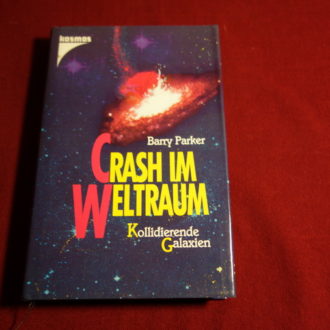 kosmos
Barry Parker
CRASH IM
WELTRAUM
Kollidierende
Galaxien